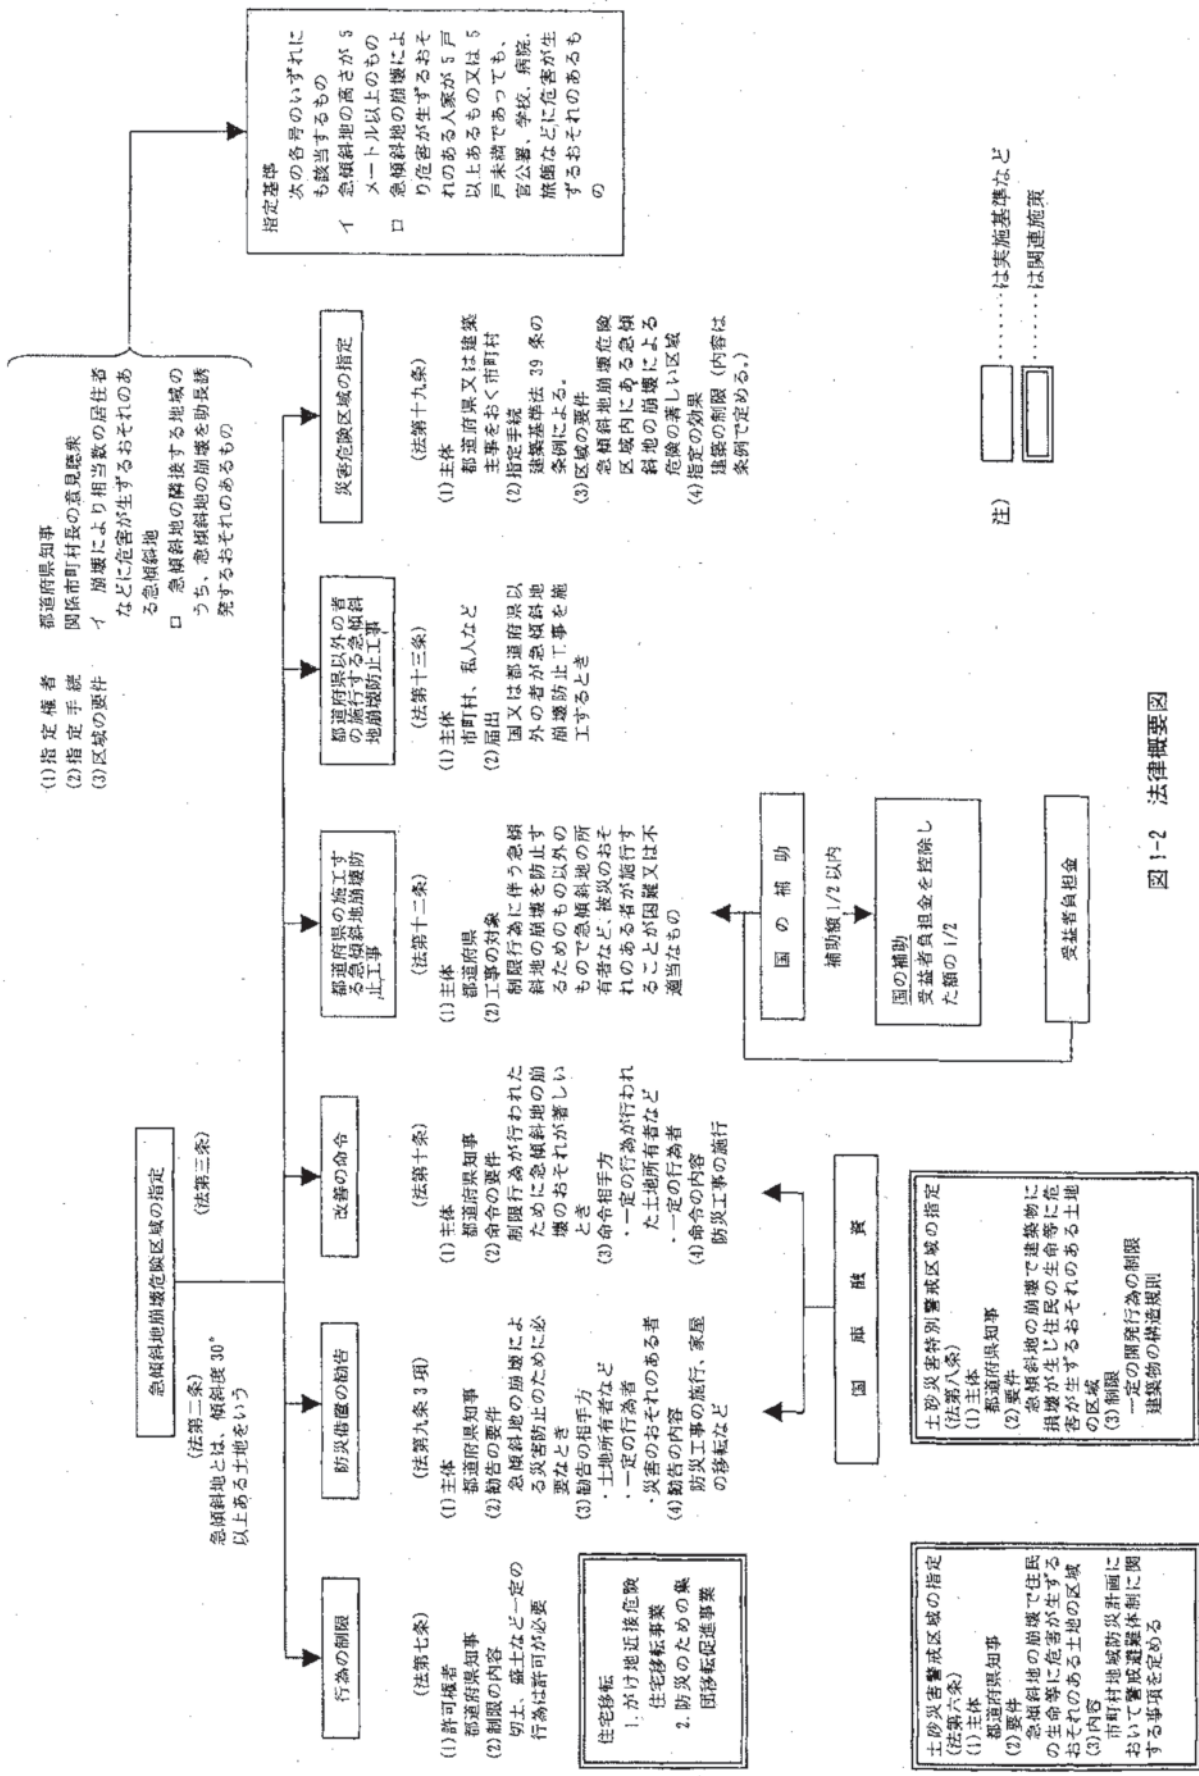 急傾斜地崩壊危険区域の指定
(法第三条)
(法第二条)
急傾斜地とは、傾斜度 30°
以上ある土地をいう
(1)指定権者　都道府県知事
(2)指定手続　関係市町村長の意見聴衆
(3)区域の要件　イ　崩壊により相当数の居住者
などに危害が生ずるおそれのあ
る急傾斜地
ロ　急傾斜地の隣接する地域の
うち、急傾斜地の崩壊を助長誘
発するおそれのあるもの
指定基準
次の各号のいずれに
も該当するもの
イ　急傾斜地の高さが 5
メートル以上のもの
ロ　急傾斜地の崩壊によ
り危害が生ずるおそ
れのある人家が 5 戸
以上あるもの又は 5
戸未満であっても、
官公署、学校、病院、
旅館などに危害が生
ずるおそれのあるも
の
行為の制限
(法第七条)
(1)許可権者
都道府県知事
(2)制限の内容
切土、盛土など一定の
行為は許可が必要
住宅移転
1. がけ地近接危険
住宅移転事業
2. 防災のための集
団移転促進事業
防災措置の勧告
(法第九条 3 項)
(1)主体
都道府県知事
(2)勧告の要件
急傾斜地の崩壊によ
る災害防止のために必
要なとき
(3)勧告の相手方
・土地所有者など
・一定の行為者
・災害のおそれのある者
(4)勧告の内容
防災工事の施行、家屋
の移転など
改善の命令
(法第十条)
(1)主体
都道府県知事
(2)命令の要件
制限行為が行われた
ために急傾斜地の崩
壊のおそれが著しい
とき
(3)命令相手方
・一定の行為が行われ
た土地所有者など
・一定の行為者
(4)命令の内容
防災工事の施行
国庫融資
都道府県の施工す
る急傾斜地崩壊防
止工事
(法第十二条)
(1)主体
都道府県
(2)工事の対象
制限行為に伴う急傾
斜地の崩壊を防止す
るためのもの以外の
もので急傾斜地の所
有者など、被災のおそ
れのある者が施行す
ることが困難又は不
適当なもの
国の補助
補助額 1/2 以内
国の補助
受益者負担金を控除し
た額の 1/2
受益者負担金
都道府県以外の者
の施行する急傾斜
地崩壊防止工事
(法第十三条)
(1)主体
市町村、私人など
(2)届出
国又は都道府県以
外の者が急傾斜地
崩壊防止工事を施
工するとき
災害危険区域の指定
(法第十九条)
(1)主体
都道府県又は建築
主事をおく市町村
(2)指定手続
建築基準法 39 条の
条例による。
(3)区域の要件
急傾斜地崩壊危険
区域内にある急傾
斜地の崩壊による
危険の著しい区域
(4)指定の効果
建築の制限（内容は
条例で定める。）
土砂災害警戒区域の指定
(法第六条)
(1)主体
都道府県知事
(2)要件
急傾斜地の崩壊で住民
の生命等に危害が生ずる
おそれのある土地の区域
(3)内容
市町村地域防災計画に
おいて警戒避難体制に関
する事項を定める
土砂災害特別警戒区域の指定
(法第八条)
(1)主体
都道府県知事
(2)要件
急傾斜地の崩壊で建築物に
損壊が生じ住民の生命等に危
害が生ずるおそれのある土地
の区域
(3)制限
一定の開発行為の制限
建築物の構造規則
注)
‥‥‥は実施基準など
‥‥‥は関連施策
図 1-2　法律概要図